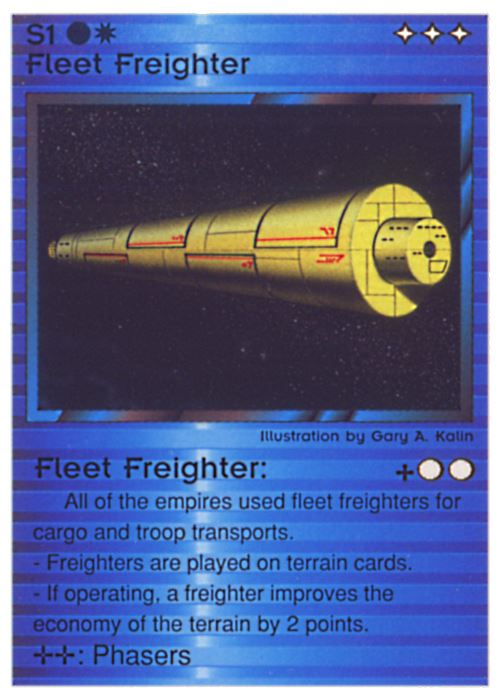 S1
Fleet Freighter
Illustration by Gary A. Kalin
Fleet Freighter: +
All of the empires used fleet freighters for
cargo and troop transports.
- Freighters are played on terrain cards.
- If operating, a freighter improves the
economy of the terrain by 2 points.
++: Phasers